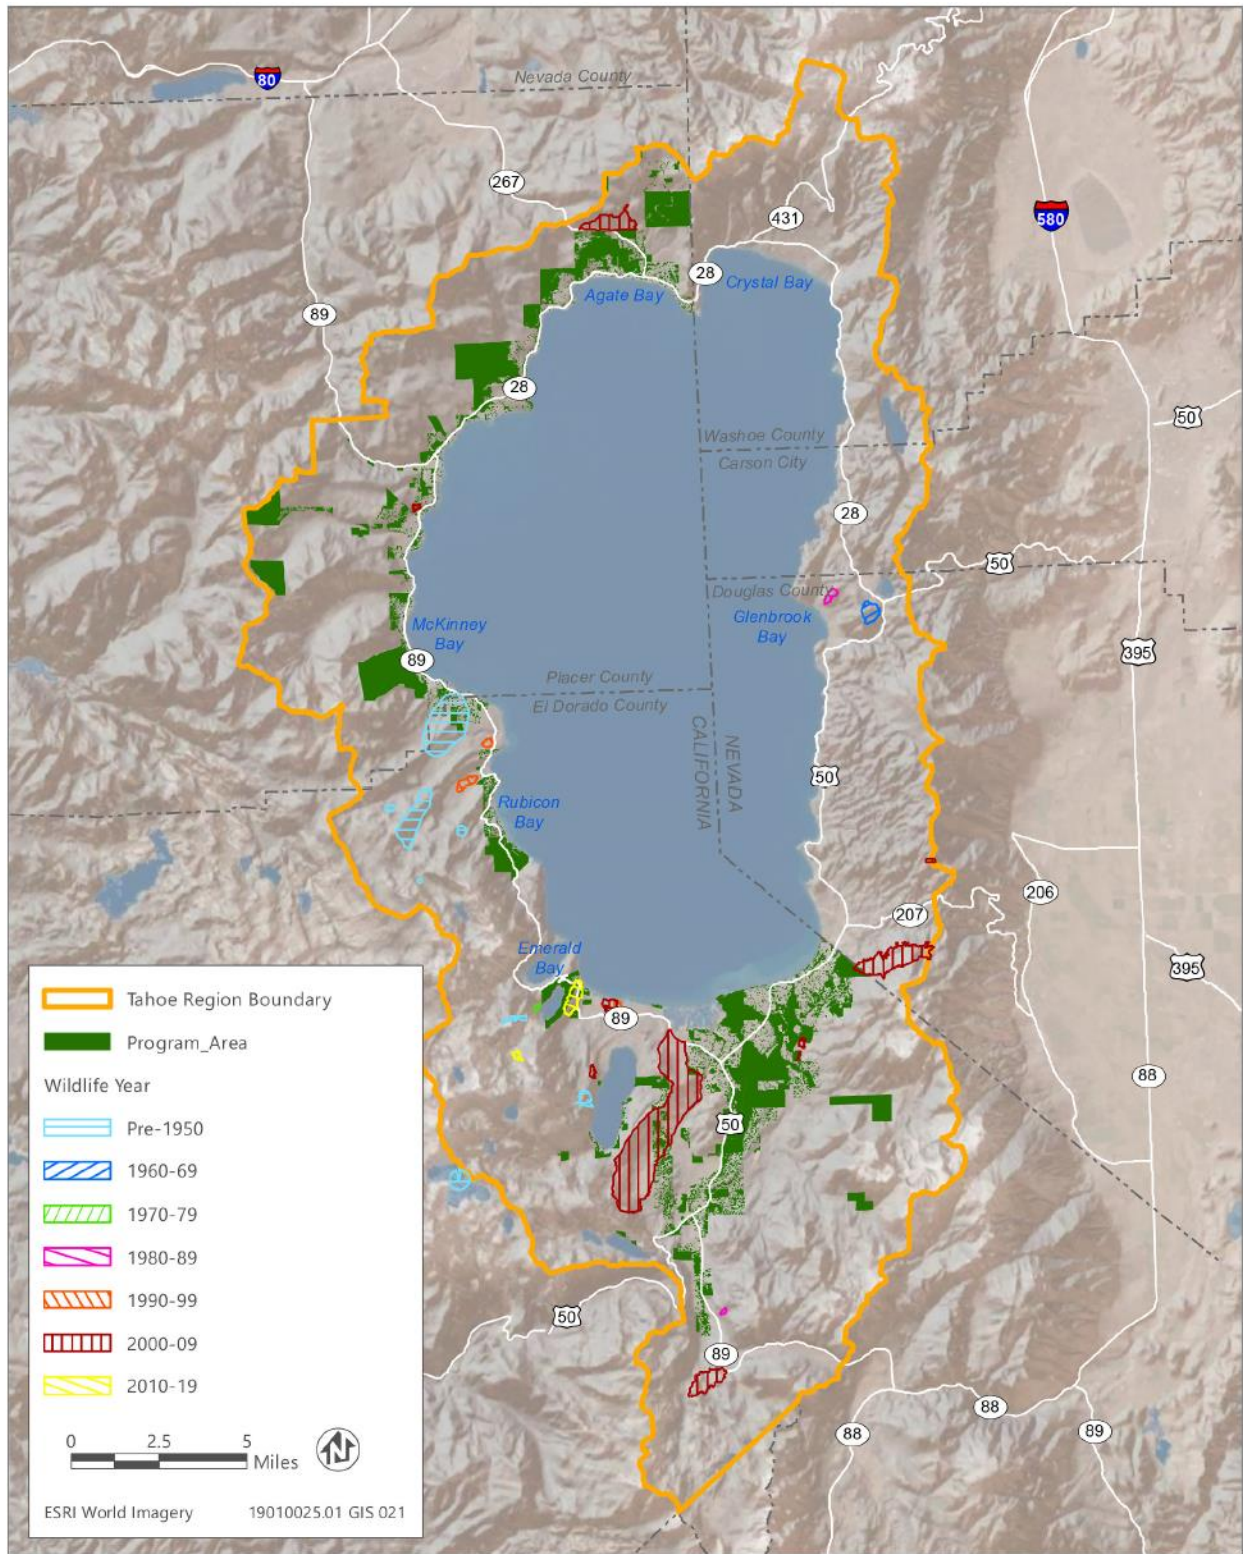 80
Nevada County
267
431
580
28
Crystal Bay
Agate Bay
89
28
50
Washoe County
Carson City
28
50
Douglas County
Glenbrook
Bay
McKinney
Bay
395
89
Placer County
El Dorado County
CALIFORNIA
NEVADA
50
Rubicon
Bay
206
207
Emerald
Bay
395
89
88
50
50
89
88
88
89
Tahoe Region Boundary
Program_Area
Wildlife Year
Pre-1950
1960-69
1970-79
1980-89
1990-99
2000-09
2010-19
0 2.5 5
Miles
N
ESRI World Imagery 19010025.01 GIS 021